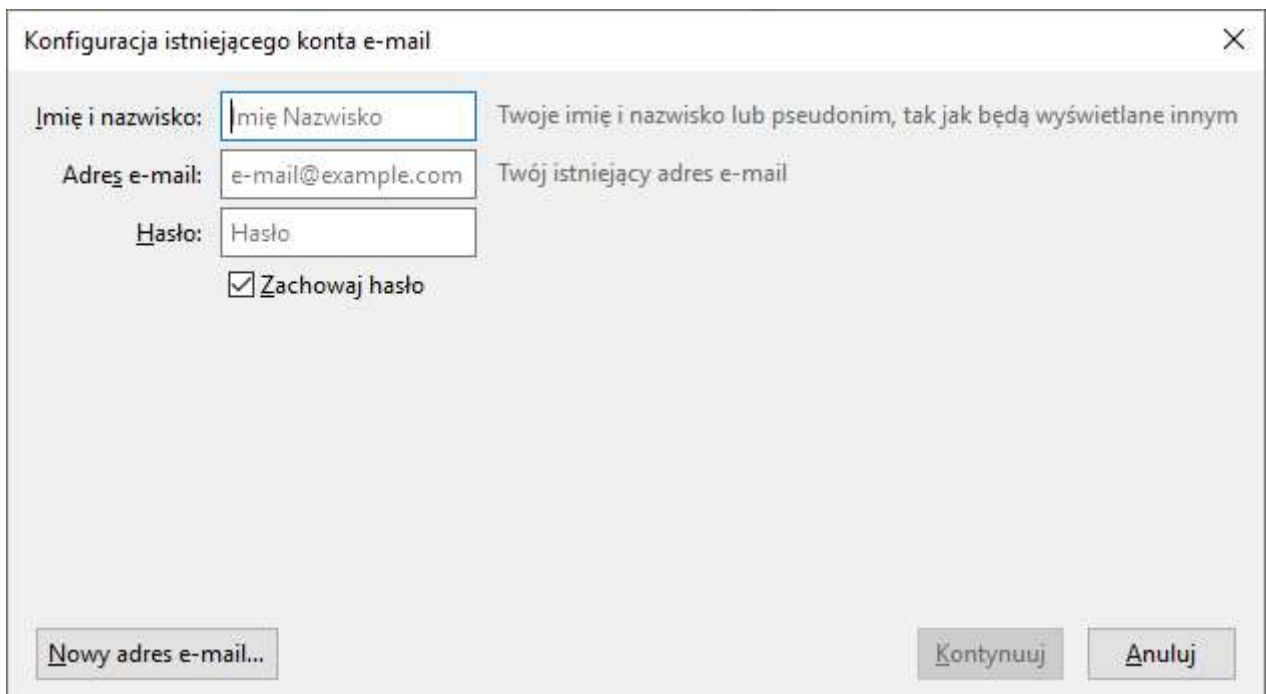 Konfiguracja istniejącego konta e-mail
Imię i nazwisko: Imię Nazwisko Twoje imię i nazwisko lub pseudonim, tak jak będą wyświetlane innym
Adres e-mail: e-mail@example.com Twój istniejący adres e-mail
Hasło: Hasło
Zachowaj hasło
Nowy adres e-mail... Kontynuuj Anuluj